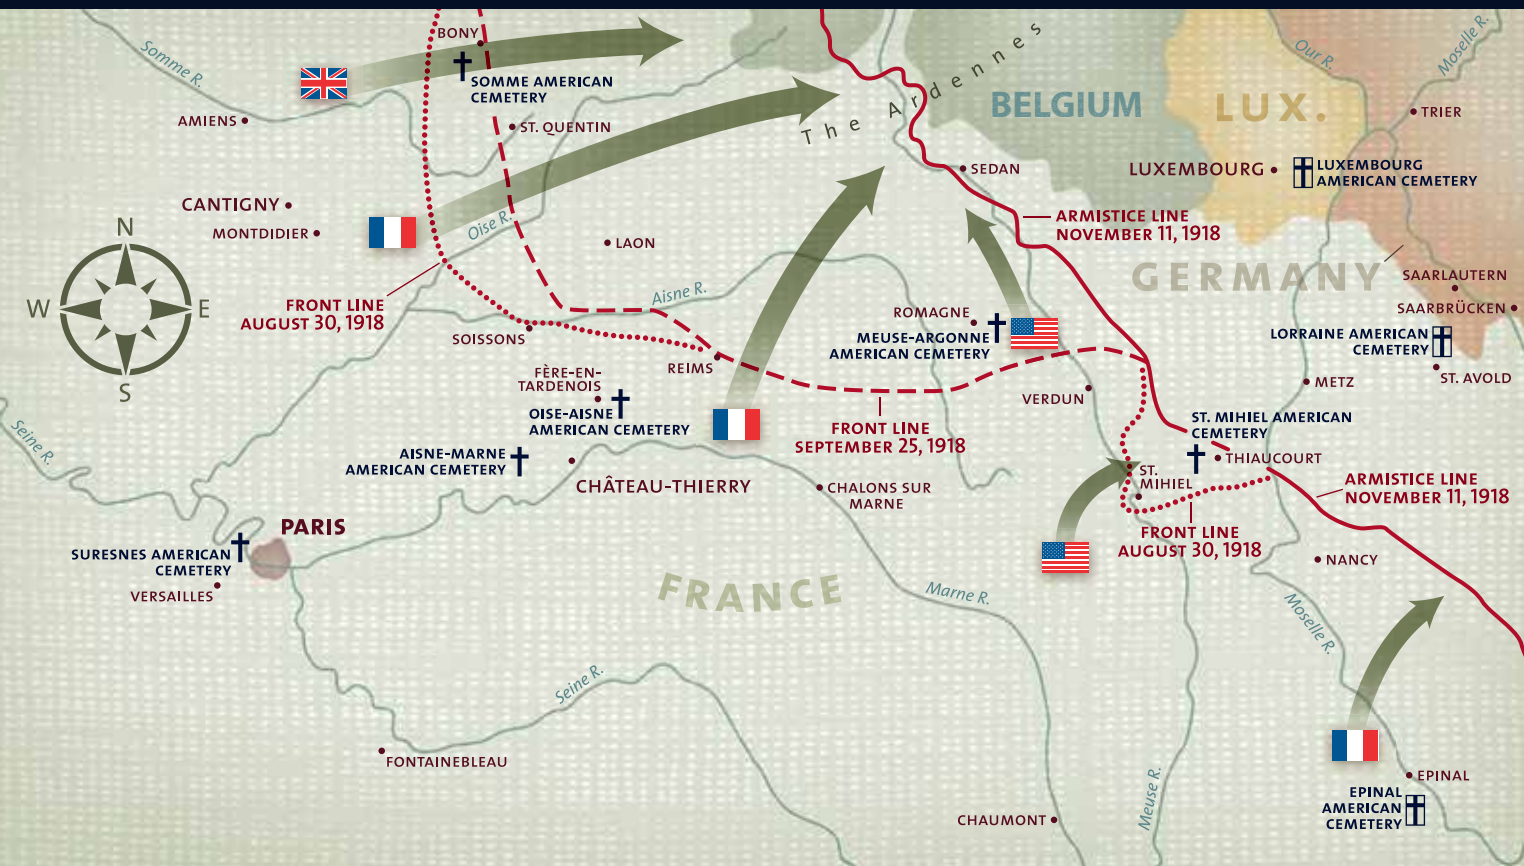 BONY
Somme R.
SOMME AMERICAN
CEMETERY
AMIENS
ST. QUENTIN
The Ardennes
BELGIUM
LUX.
Our R.
Moselle R.
TRIER
SEDAN
LUXEMBOURG
LUXEMBOURG
AMERICAN CEMETERY
CANTIGNY
MONTDIDIER
Oise R.
LAON
ARMISTICE LINE
NOVEMBER 11, 1918
GERMANY
N
W
E
S
FRONT LINE
AUGUST 30, 1918
SOISSONS
Aisne R.
REIMS
ROMAGNE
MEUSE-ARGONNE
AMERICAN CEMETERY
SAARLAUTERN
SAARBRÜCKEN
LORRAINE AMERICAN
CEMETERY
ST. AVOLD
METZ
VERDUN
FÈRE-EN-
TARDENOIS
OISE-AISNE
AMERICAN CEMETERY
AISNE-MARNE
AMERICAN CEMETERY
CHÂTEAU-THIERRY
FRONT LINE
SEPTEMBER 25, 1918
ST. MIHIEL AMERICAN
CEMETERY
THIAUCOURT
ST.
MIHIEL
CHALONS SUR
MARNE
ARMISTICE LINE
NOVEMBER 11, 1918
FRONT LINE
AUGUST 30, 1918
Seine R.
PARIS
SURESNES AMERICAN
CEMETERY
VERSAILLES
FRANCE
Marne R.
NANCY
Moselle R.
Seine R.
FONTAINEBLEAU
CHAUMONT
Meuse R.
EPINAL
EPINAL
AMERICAN
CEMETERY